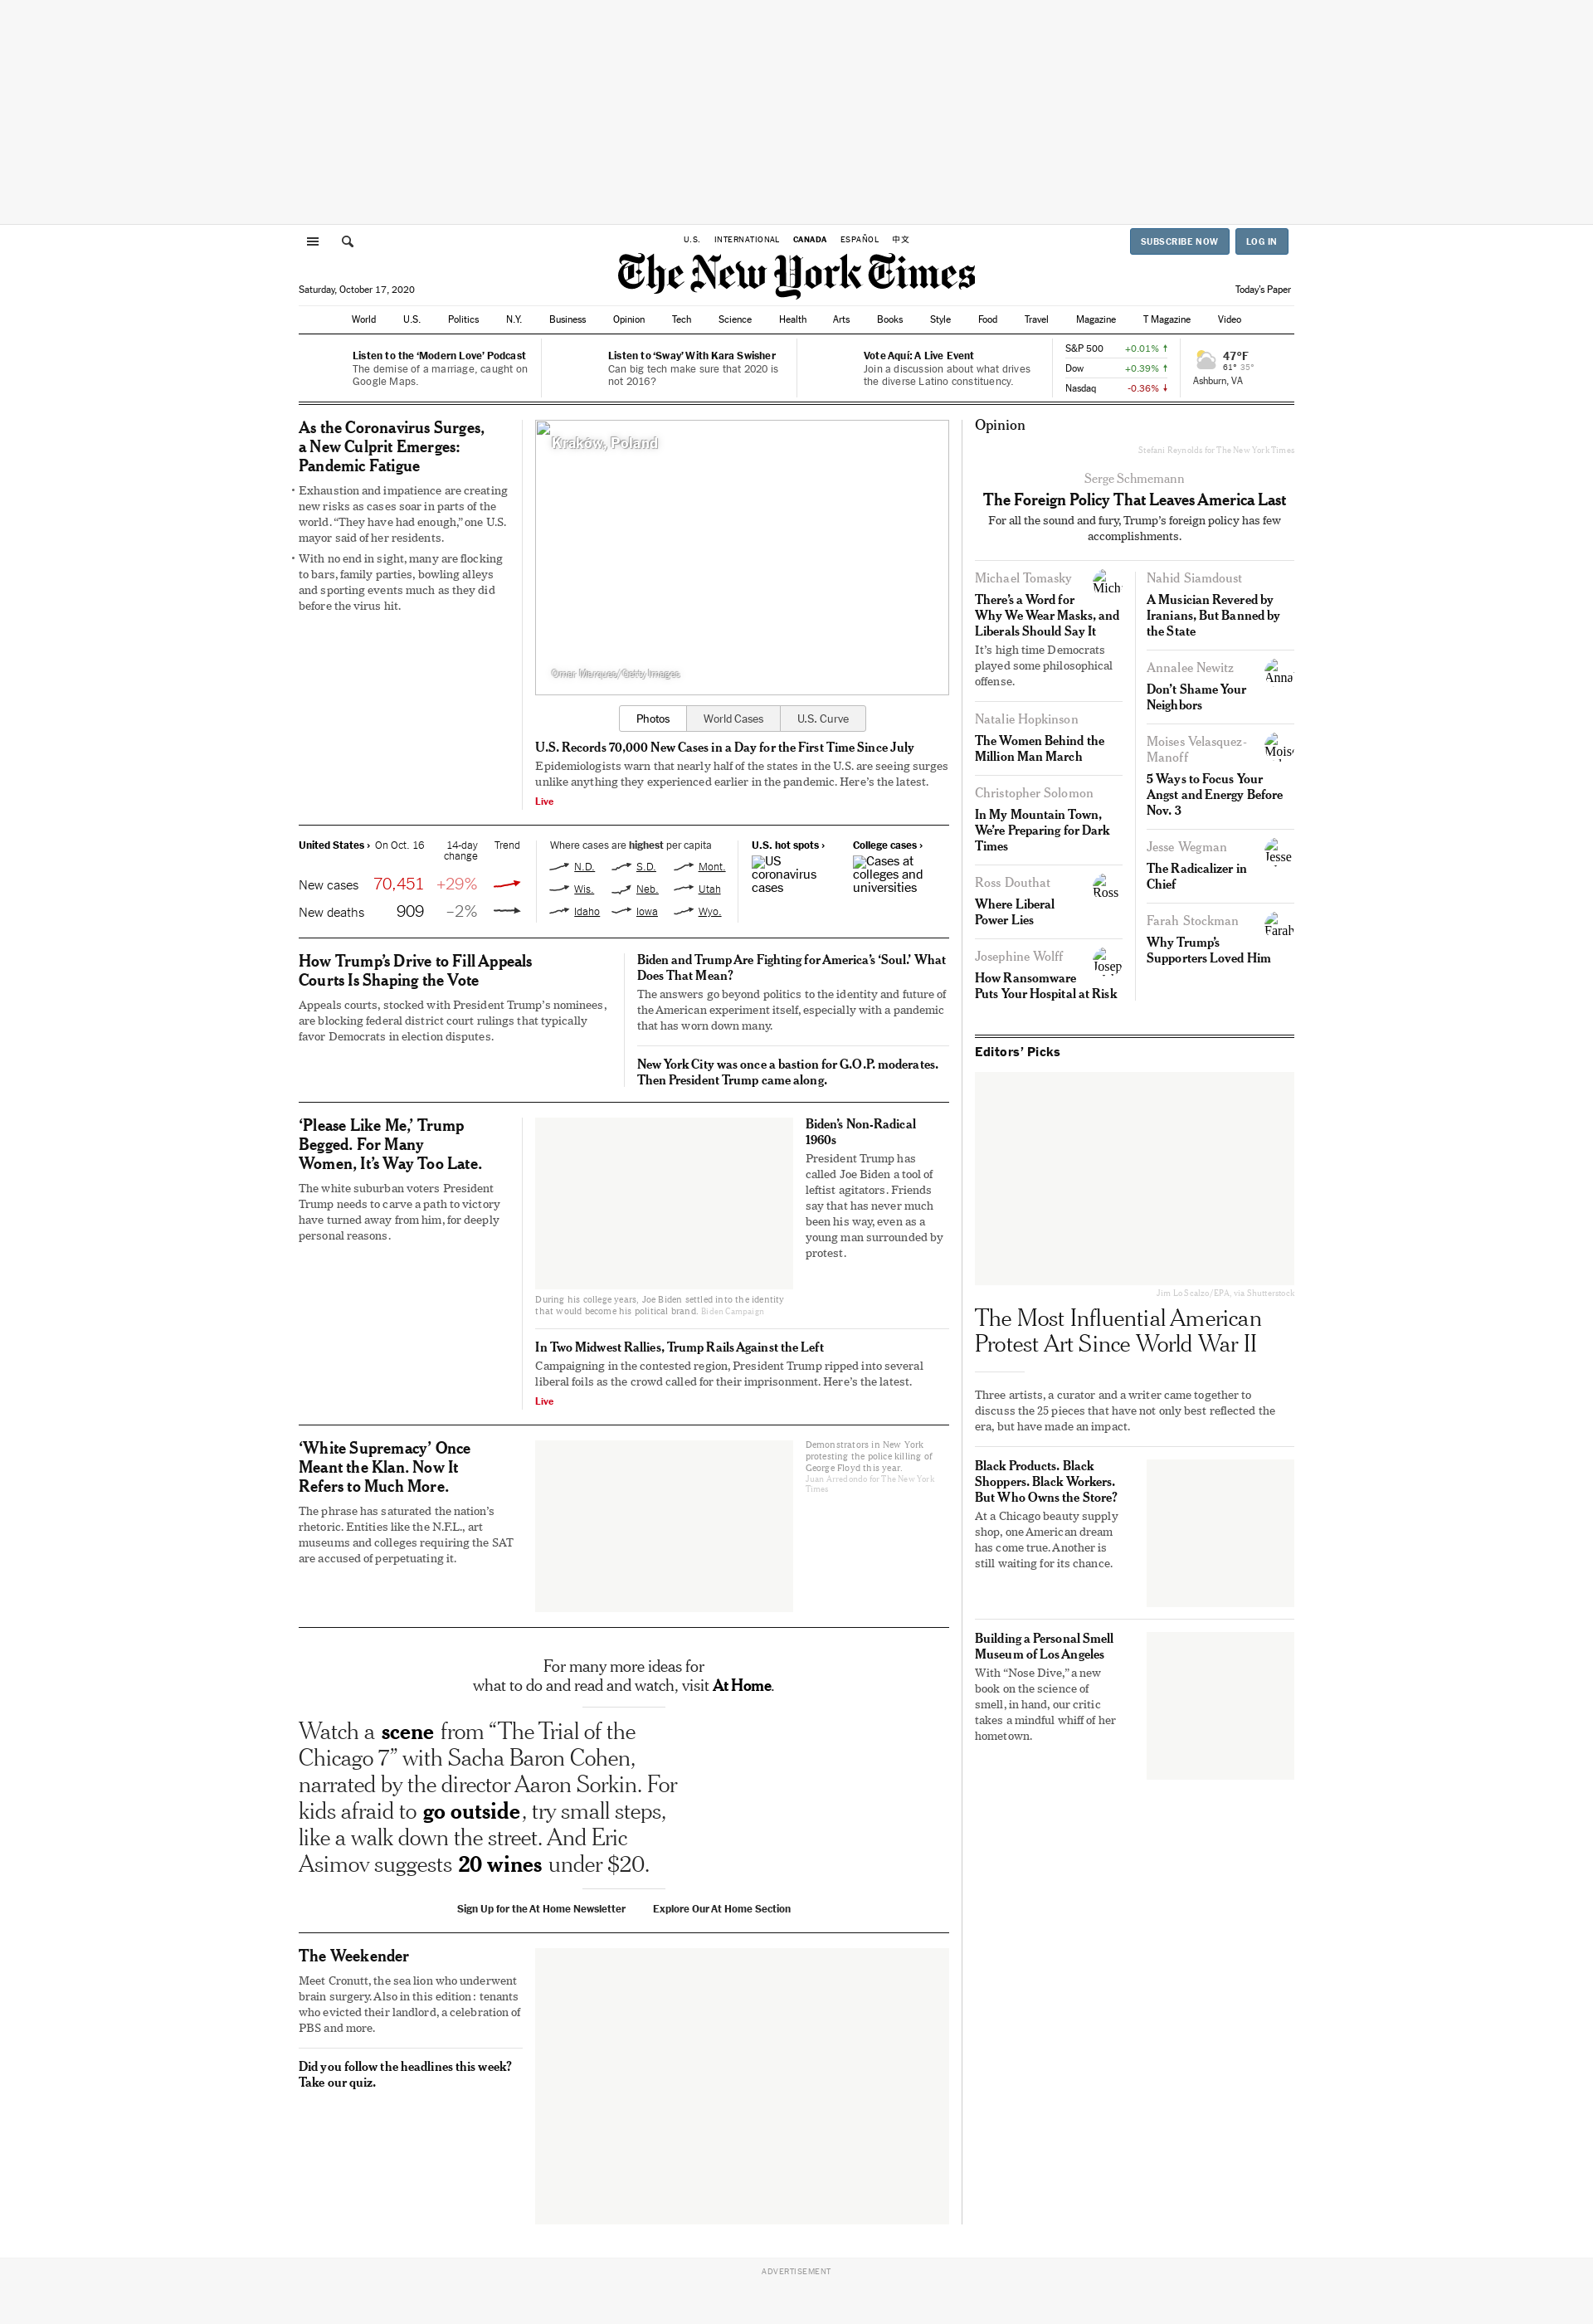 U.S. INTERNATIONAL CANADA ESPAÑOL 中文
SUBSCRIBE NOW LOG IN
The New York Times
Saturday, October 17, 2020
Today's Paper
World U.S. Politics N.Y. Business Opinion Tech Science Health Arts Books Style Food Travel Magazine T Magazine Video
Listen to the ‘Modern Love’ Podcast
The demise of a marriage, caught on
Google Maps.
Listen to ‘Sway’ With Kara Swisher
Can big tech make sure that 2020 is
not 2016?
Vote Aquí: A Live Event
Join a discussion about what drives
the diverse Latino constituency.
S&P 500 +0.01% ↑
Dow +0.39% ↑
Nasdaq -0.36% ↓
47°F
61° 35°
Ashburn, VA
As the Coronavirus Surges,
a New Culprit Emerges:
Pandemic Fatigue
• Exhaustion and impatience are creating
new risks as cases soar in parts of the
world. “They have had enough,” one U.S.
mayor said of her residents.
• With no end in sight, many are flocking
to bars, family parties, bowling alleys
and sporting events much as they did
before the virus hit.
Kraków, Poland
Omar Marques/Getty Images
Photos World Cases U.S. Curve
U.S. Records 70,000 New Cases in a Day for the First Time Since July
Epidemiologists warn that nearly half of the states in the U.S. are seeing surges
unlike anything they experienced earlier in the pandemic. Here’s the latest.
Live
United States › On Oct. 16 14-day Trend
change
New cases 70,451 +29%
New deaths 909 –2%
Where cases are highest per capita
N.D. S.D. Mont.
Wis. Neb. Utah
Idaho Iowa Wyo.
U.S. hot spots ›
US
coronavirus
cases
College cases ›
Cases at
colleges and
universities
How Trump’s Drive to Fill Appeals
Courts Is Shaping the Vote
Appeals courts, stocked with President Trump’s nominees,
are blocking federal district court rulings that typically
favor Democrats in election disputes.
Biden and Trump Are Fighting for America’s ‘Soul.’ What
Does That Mean?
The answers go beyond politics to the identity and future of
the American experiment itself, especially with a pandemic
that has worn down many.
New York City was once a bastion for G.O.P. moderates.
Then President Trump came along.
‘Please Like Me,’ Trump
Begged. For Many
Women, It’s Way Too Late.
The white suburban voters President
Trump needs to carve a path to victory
have turned away from him, for deeply
personal reasons.
During his college years, Joe Biden settled into the identity
that would become his political brand. Biden Campaign
Biden’s Non-Radical
1960s
President Trump has
called Joe Biden a tool of
leftist agitators. Friends
say that has never much
been his way, even as a
young man surrounded by
protest.
In Two Midwest Rallies, Trump Rails Against the Left
Campaigning in the contested region, President Trump ripped into several
liberal foils as the crowd called for their imprisonment. Here’s the latest.
Live
‘White Supremacy’ Once
Meant the Klan. Now It
Refers to Much More.
The phrase has saturated the nation’s
rhetoric. Entities like the N.F.L., art
museums and colleges requiring the SAT
are accused of perpetuating it.
Demonstrators in New York
protesting the police killing of
George Floyd this year.
Juan Arredondo for The New York
Times
For many more ideas for
what to do and read and watch, visit At Home.
Watch a scene from “The Trial of the
Chicago 7” with Sacha Baron Cohen,
narrated by the director Aaron Sorkin. For
kids afraid to go outside, try small steps,
like a walk down the street. And Eric
Asimov suggests 20 wines under $20.
Sign Up for the At Home Newsletter Explore Our At Home Section
The Weekender
Meet Cronutt, the sea lion who underwent
brain surgery. Also in this edition: tenants
who evicted their landlord, a celebration of
PBS and more.
Did you follow the headlines this week?
Take our quiz.
Opinion
Stefani Reynolds for The New York Times
Serge Schmemann
The Foreign Policy That Leaves America Last
For all the sound and fury, Trump’s foreign policy has few
accomplishments.
Michael Tomasky
Mich
There’s a Word for
Why We Wear Masks, and
Liberals Should Say It
It’s high time Democrats
played some philosophical
offense.
Natalie Hopkinson
The Women Behind the
Million Man March
Christopher Solomon
In My Mountain Town,
We’re Preparing for Dark
Times
Ross Douthat
Ross
Where Liberal
Power Lies
Josephine Wolff
Josep
How Ransomware
Puts Your Hospital at Risk
Nahid Siamdoust
A Musician Revered by
Iranians, But Banned by
the State
Annalee Newitz
Anna
Don’t Shame Your
Neighbors
Moises Velasquez-
Manoff
Moise
5 Ways to Focus Your
Angst and Energy Before
Nov. 3
Jesse Wegman
Jesse
The Radicalizer in
Chief
Farah Stockman
Farah
Why Trump’s
Supporters Loved Him
Editors’ Picks
Jim Lo Scalzo/EPA, via Shutterstock
The Most Influential American
Protest Art Since World War II
Three artists, a curator and a writer came together to
discuss the 25 pieces that have not only best reflected the
era, but have made an impact.
Black Products. Black
Shoppers. Black Workers.
But Who Owns the Store?
At a Chicago beauty supply
shop, one American dream
has come true. Another is
still waiting for its chance.
Building a Personal Smell
Museum of Los Angeles
With “Nose Dive,” a new
book on the science of
smell, in hand, our critic
takes a mindful whiff of her
hometown.
ADVERTISEMENT